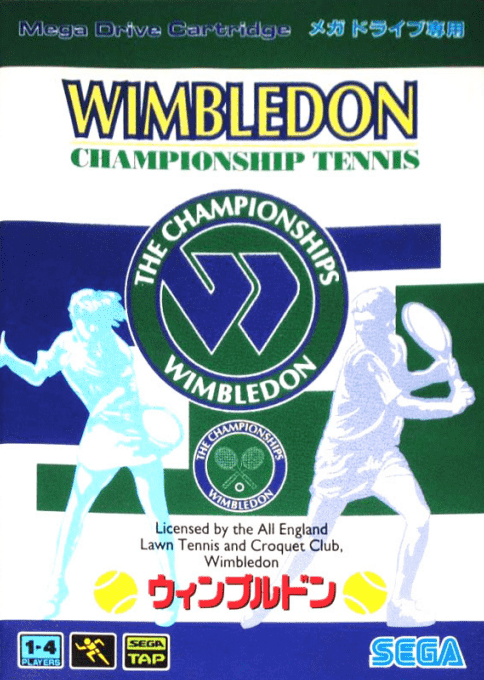 Mega Drive Cartridge メガドライブ専用
WIMBLEDON
CHAMPIONSHIP TENNIS
THE CHAMPIONSHIPS
WIMBLEDON
THE CHAMPIONSHIPS
WIMBLEDON
Licensed by the All England
Lawn Tennis and Croquet Club,
Wimbledon
ウィンブルドン
1-4
PLAYERS
SEGA
TAP
SEGA